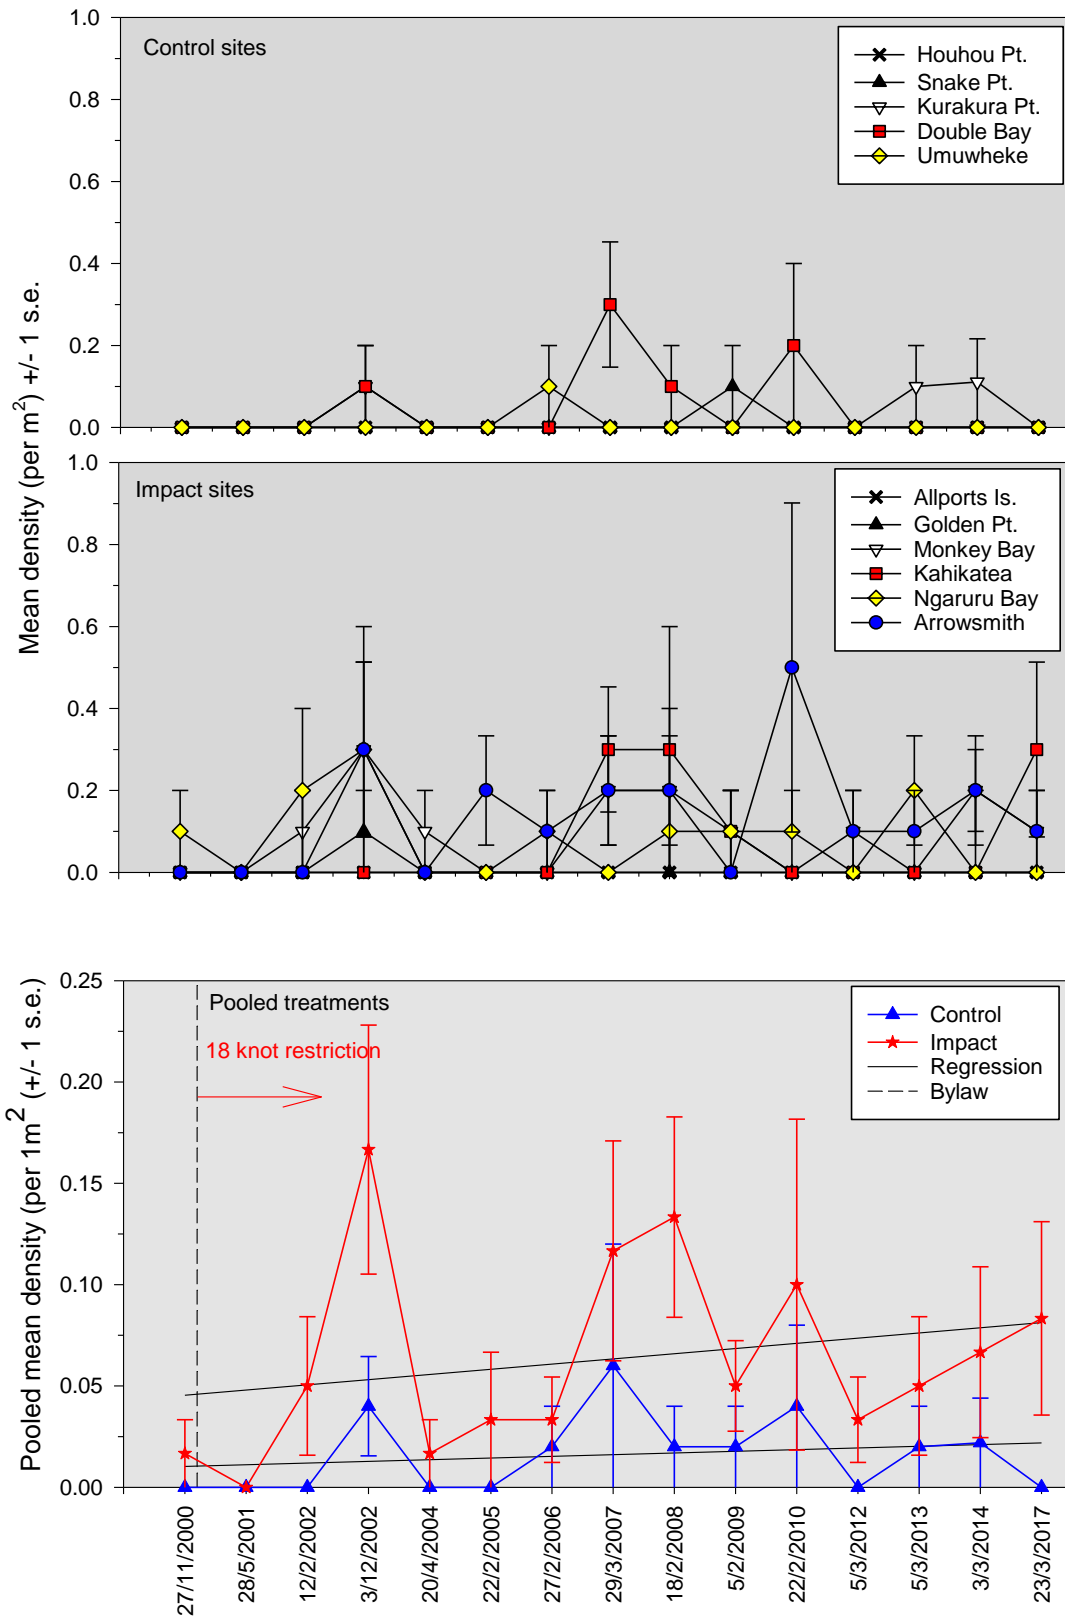 Mean density (per m2) +/- 1 s.e.
1.0
0.8
0.6
0.4
0.2
0.0
Control sites
Houhou Pt.
Snake Pt.
Kurakura Pt.
Double Bay
Umuwheke
1.0
0.8
0.6
0.4
0.2
0.0
Impact sites
Allports Is.
Golden Pt.
Monkey Bay
Kahikatea
Ngaruru Bay
Arrowsmith
Pooled mean density (per 1m2 (+/- 1 s.e.)
0.25
0.20
0.15
0.10
0.05
0.00
Pooled treatments
18 knot restriction
Control
Impact
Regression
Bylaw
27/11/2000
28/5/2001
12/2/2002
3/12/2002
20/4/2004
22/2/2005
27/2/2006
29/3/2007
18/2/2008
5/2/2009
22/2/2010
5/3/2012
5/3/2013
3/3/2014
23/3/2017